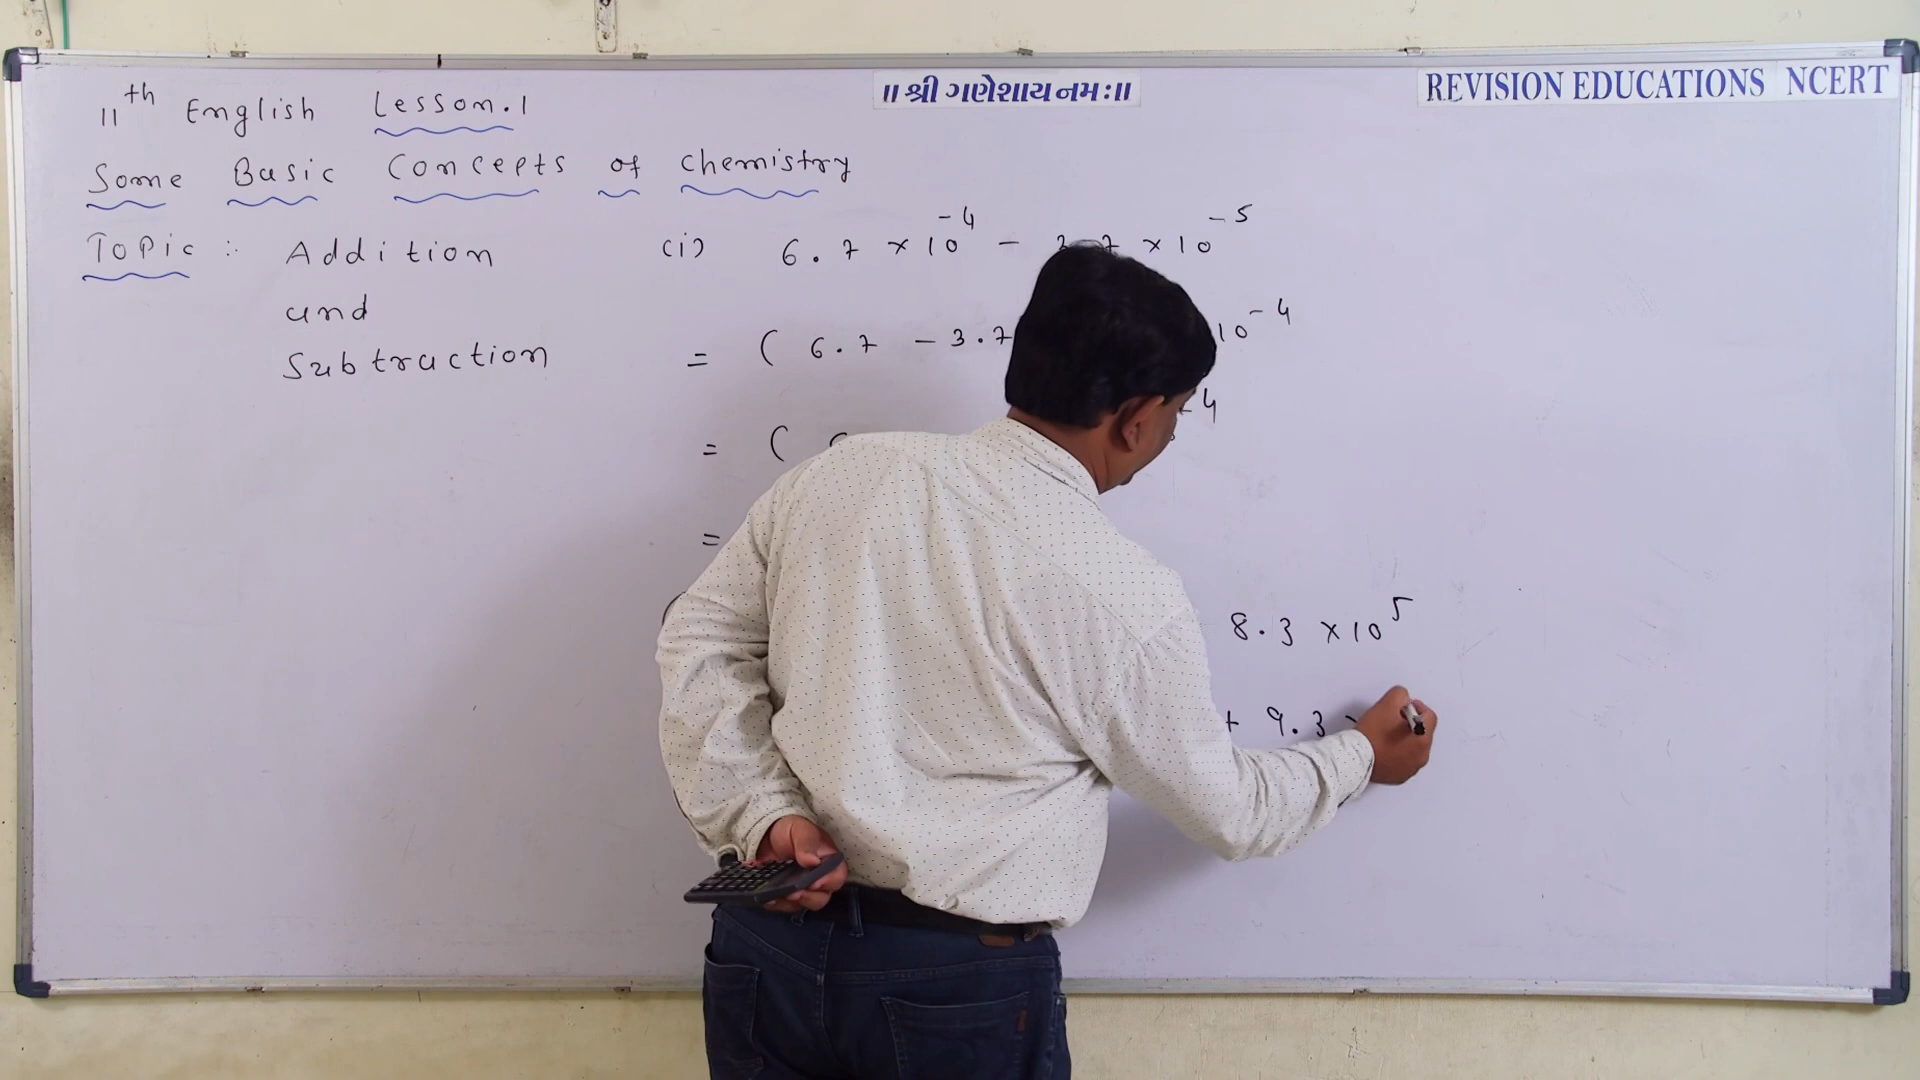 ॥ श्री ગણેશાય નમઃ॥
REVISION EDUCATIONS NCERT
11th English Lesson.1
Some Basic Concepts of Chemistry
Topic :- Addition
and
Subtraction
(i) 6.7 ×10⁻⁴ − 3.7 ×10⁻⁵
= ( 6.7 − 3.7 10⁻⁴
= ( -4
=
8.3 ×10⁵
+ 9.3 ×